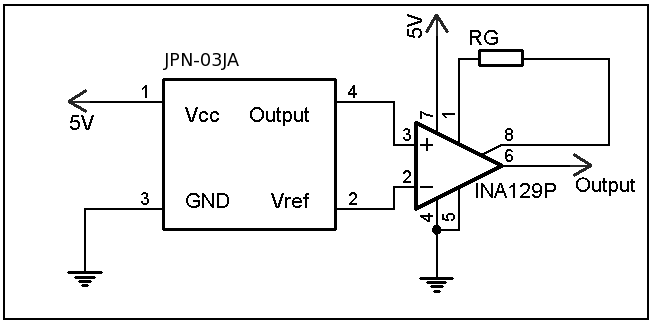 5V
RG
JPN-03JA
1
4
7
1
5V
Vcc
Output
3
+
8
6
2
−
INA129P
Output
3
GND
Vref
2
4
5